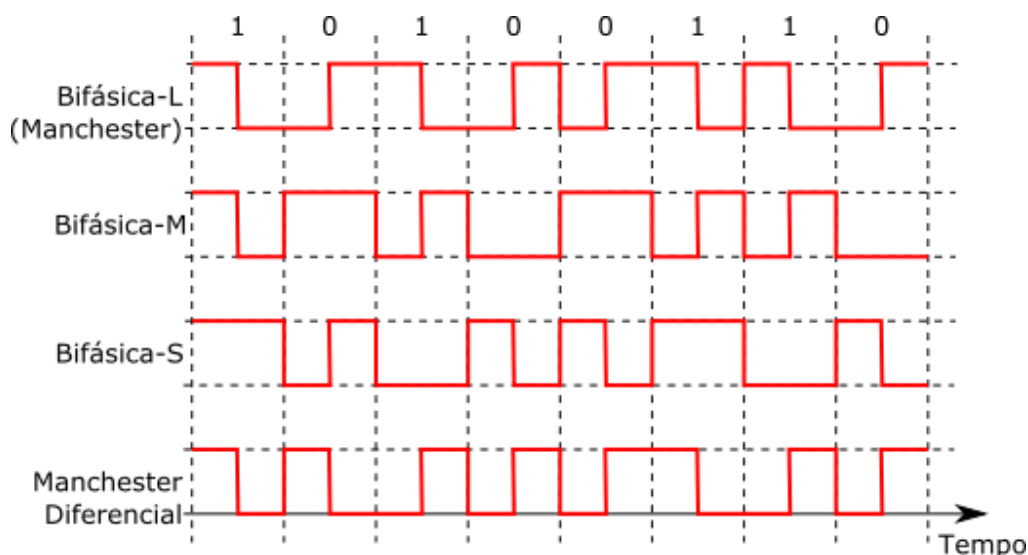 1 0 1 0 0 1 1 0
Bifásica-L
(Manchester)
Bifásica-M
Bifásica-S
Manchester
Diferencial
Tempo